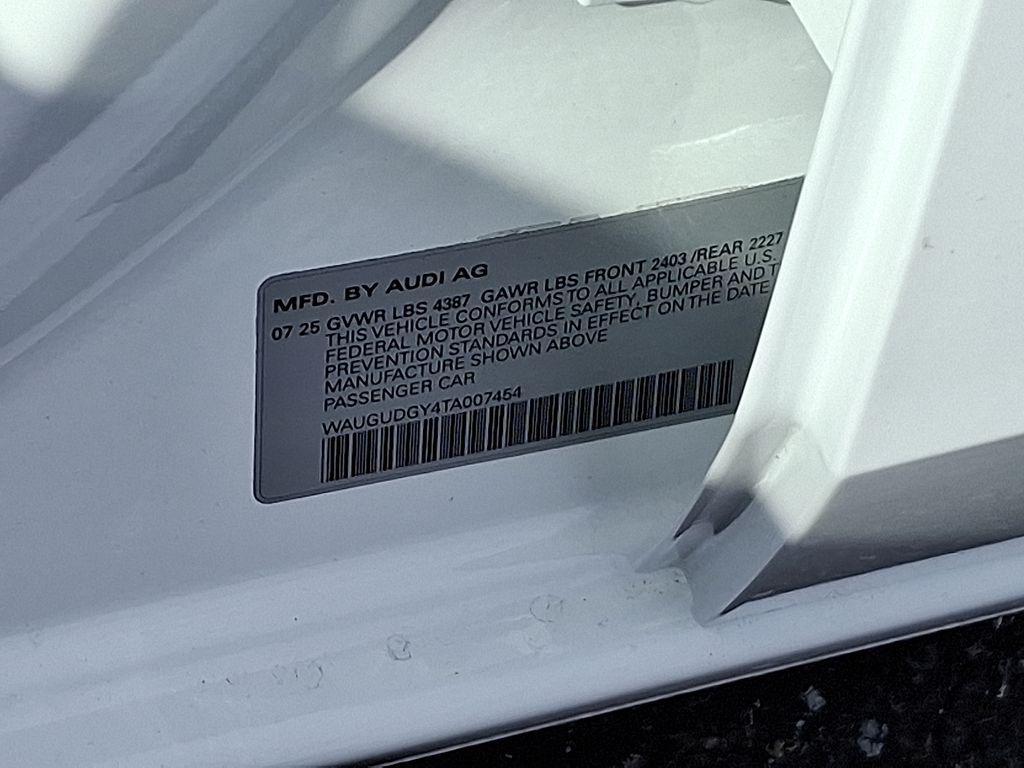 MFD. BY AUDI AG
07 25 GVWR LBS 4387 GAWR LBS FRONT 2403 /REAR 2227
THIS VEHICLE CONFORMS TO ALL APPLICABLE U.S.
FEDERAL MOTOR VEHICLE SAFETY, BUMPER AND T
PREVENTION STANDARDS IN EFFECT ON THE DATE
MANUFACTURE SHOWN ABOVE
PASSENGER CAR
WAUGUDGY4TA007454